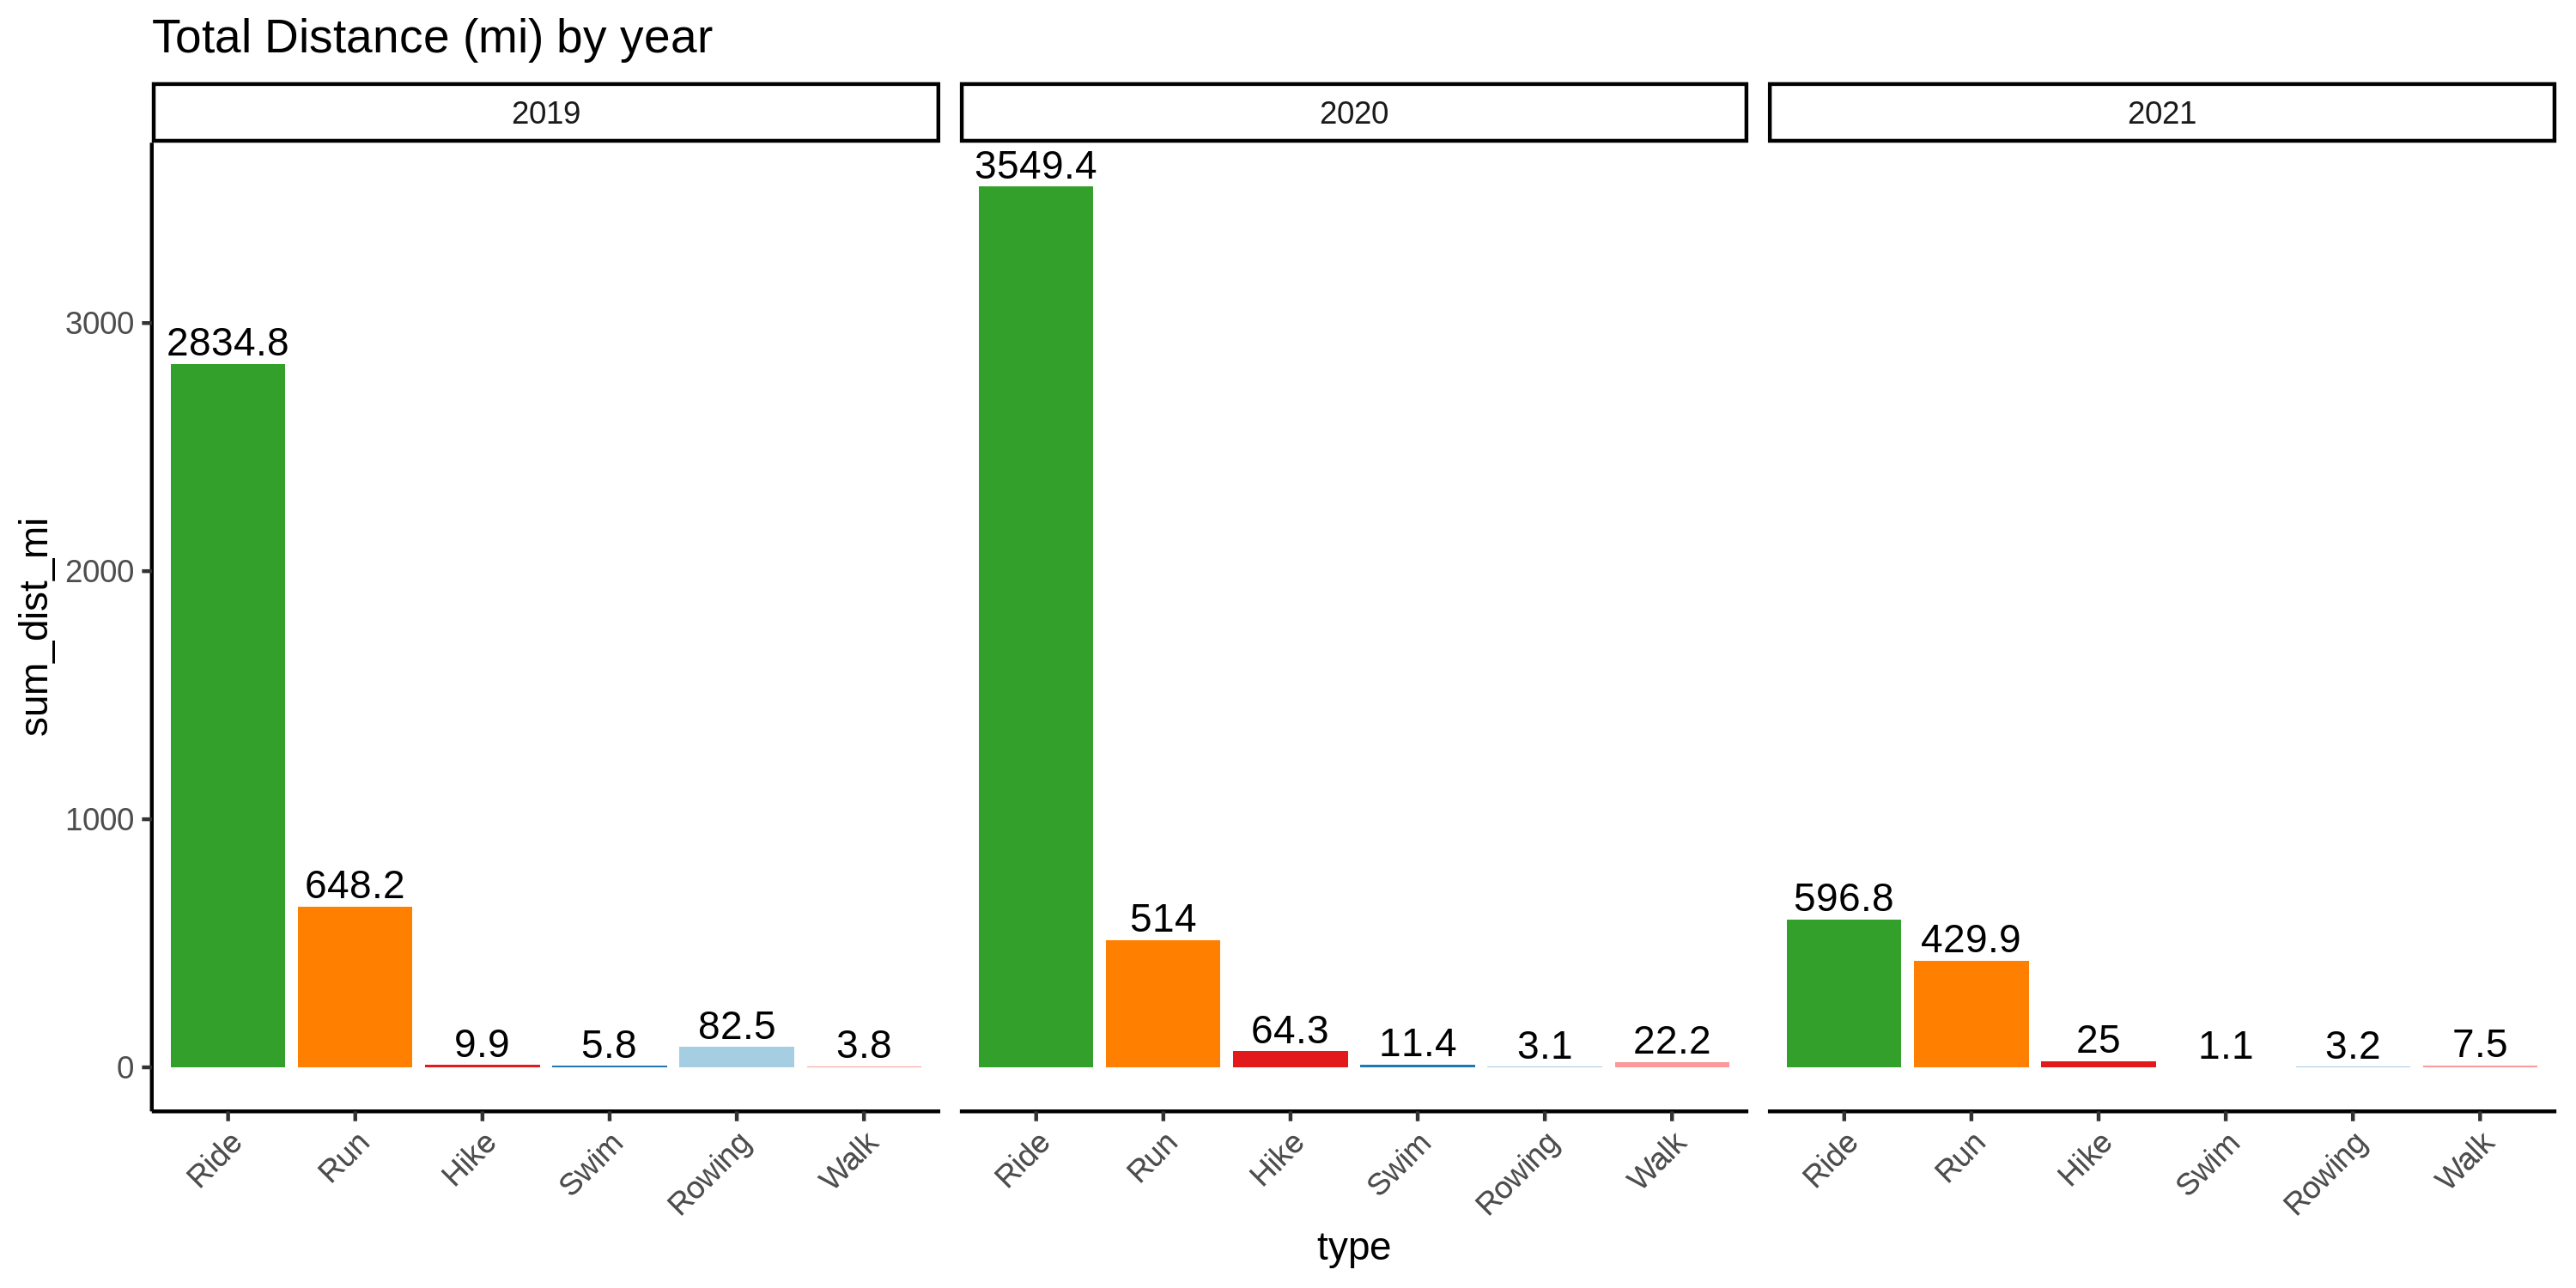 Total Distance (mi) by year
2019 2020 2021
3549.4
2834.8
648.2 514 596.8 429.9
9.9 5.8 82.5 3.8 64.3 11.4 3.1 22.2 25 1.1 3.2 7.5
3000
2000
1000
0
sum_dist_mi
Ride Run Hike Swim Rowing Walk Ride Run Hike Swim Rowing Walk Ride Run Hike Swim Rowing Walk
type